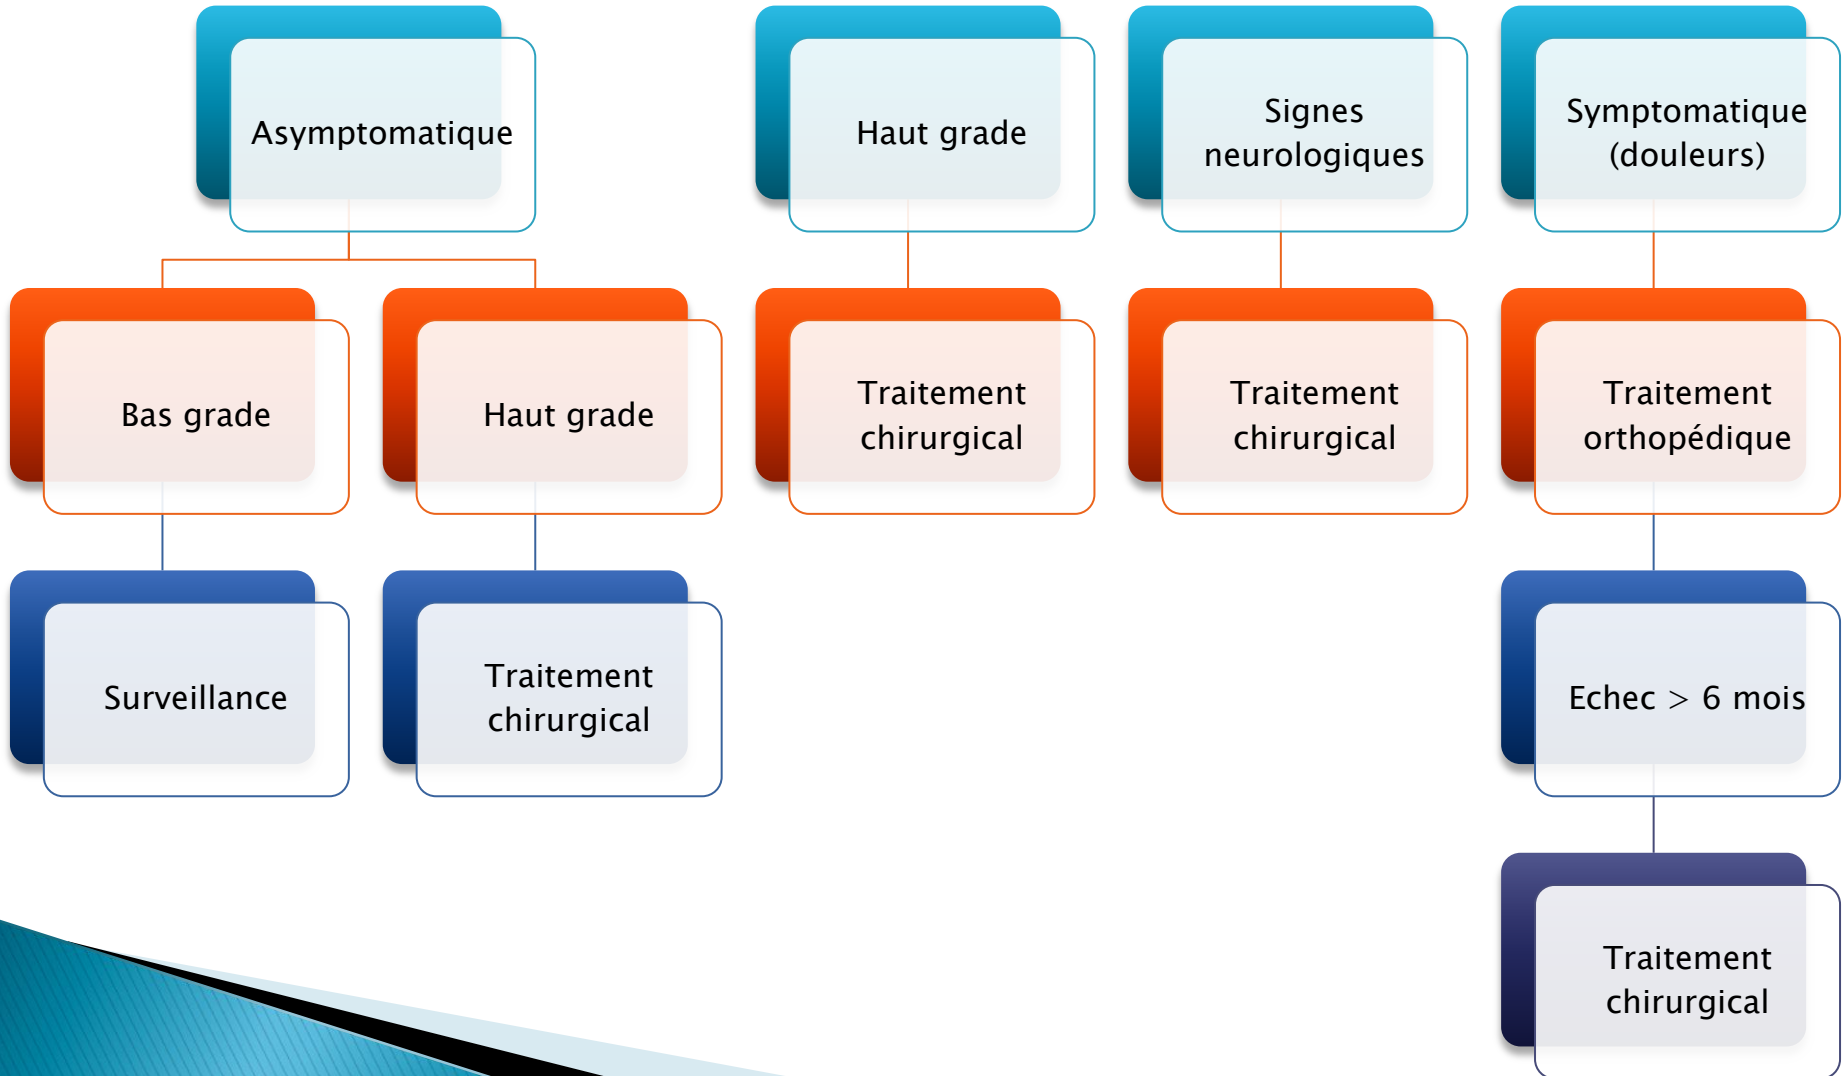 Asymptomatique
Haut grade
Signes
neurologiques
Symptomatique
(douleurs)
Bas grade
Haut grade
Traitement
chirurgical
Traitement
chirurgical
Traitement
orthopédique
Surveillance
Traitement
chirurgical
Echec > 6 mois
Traitement
chirurgical